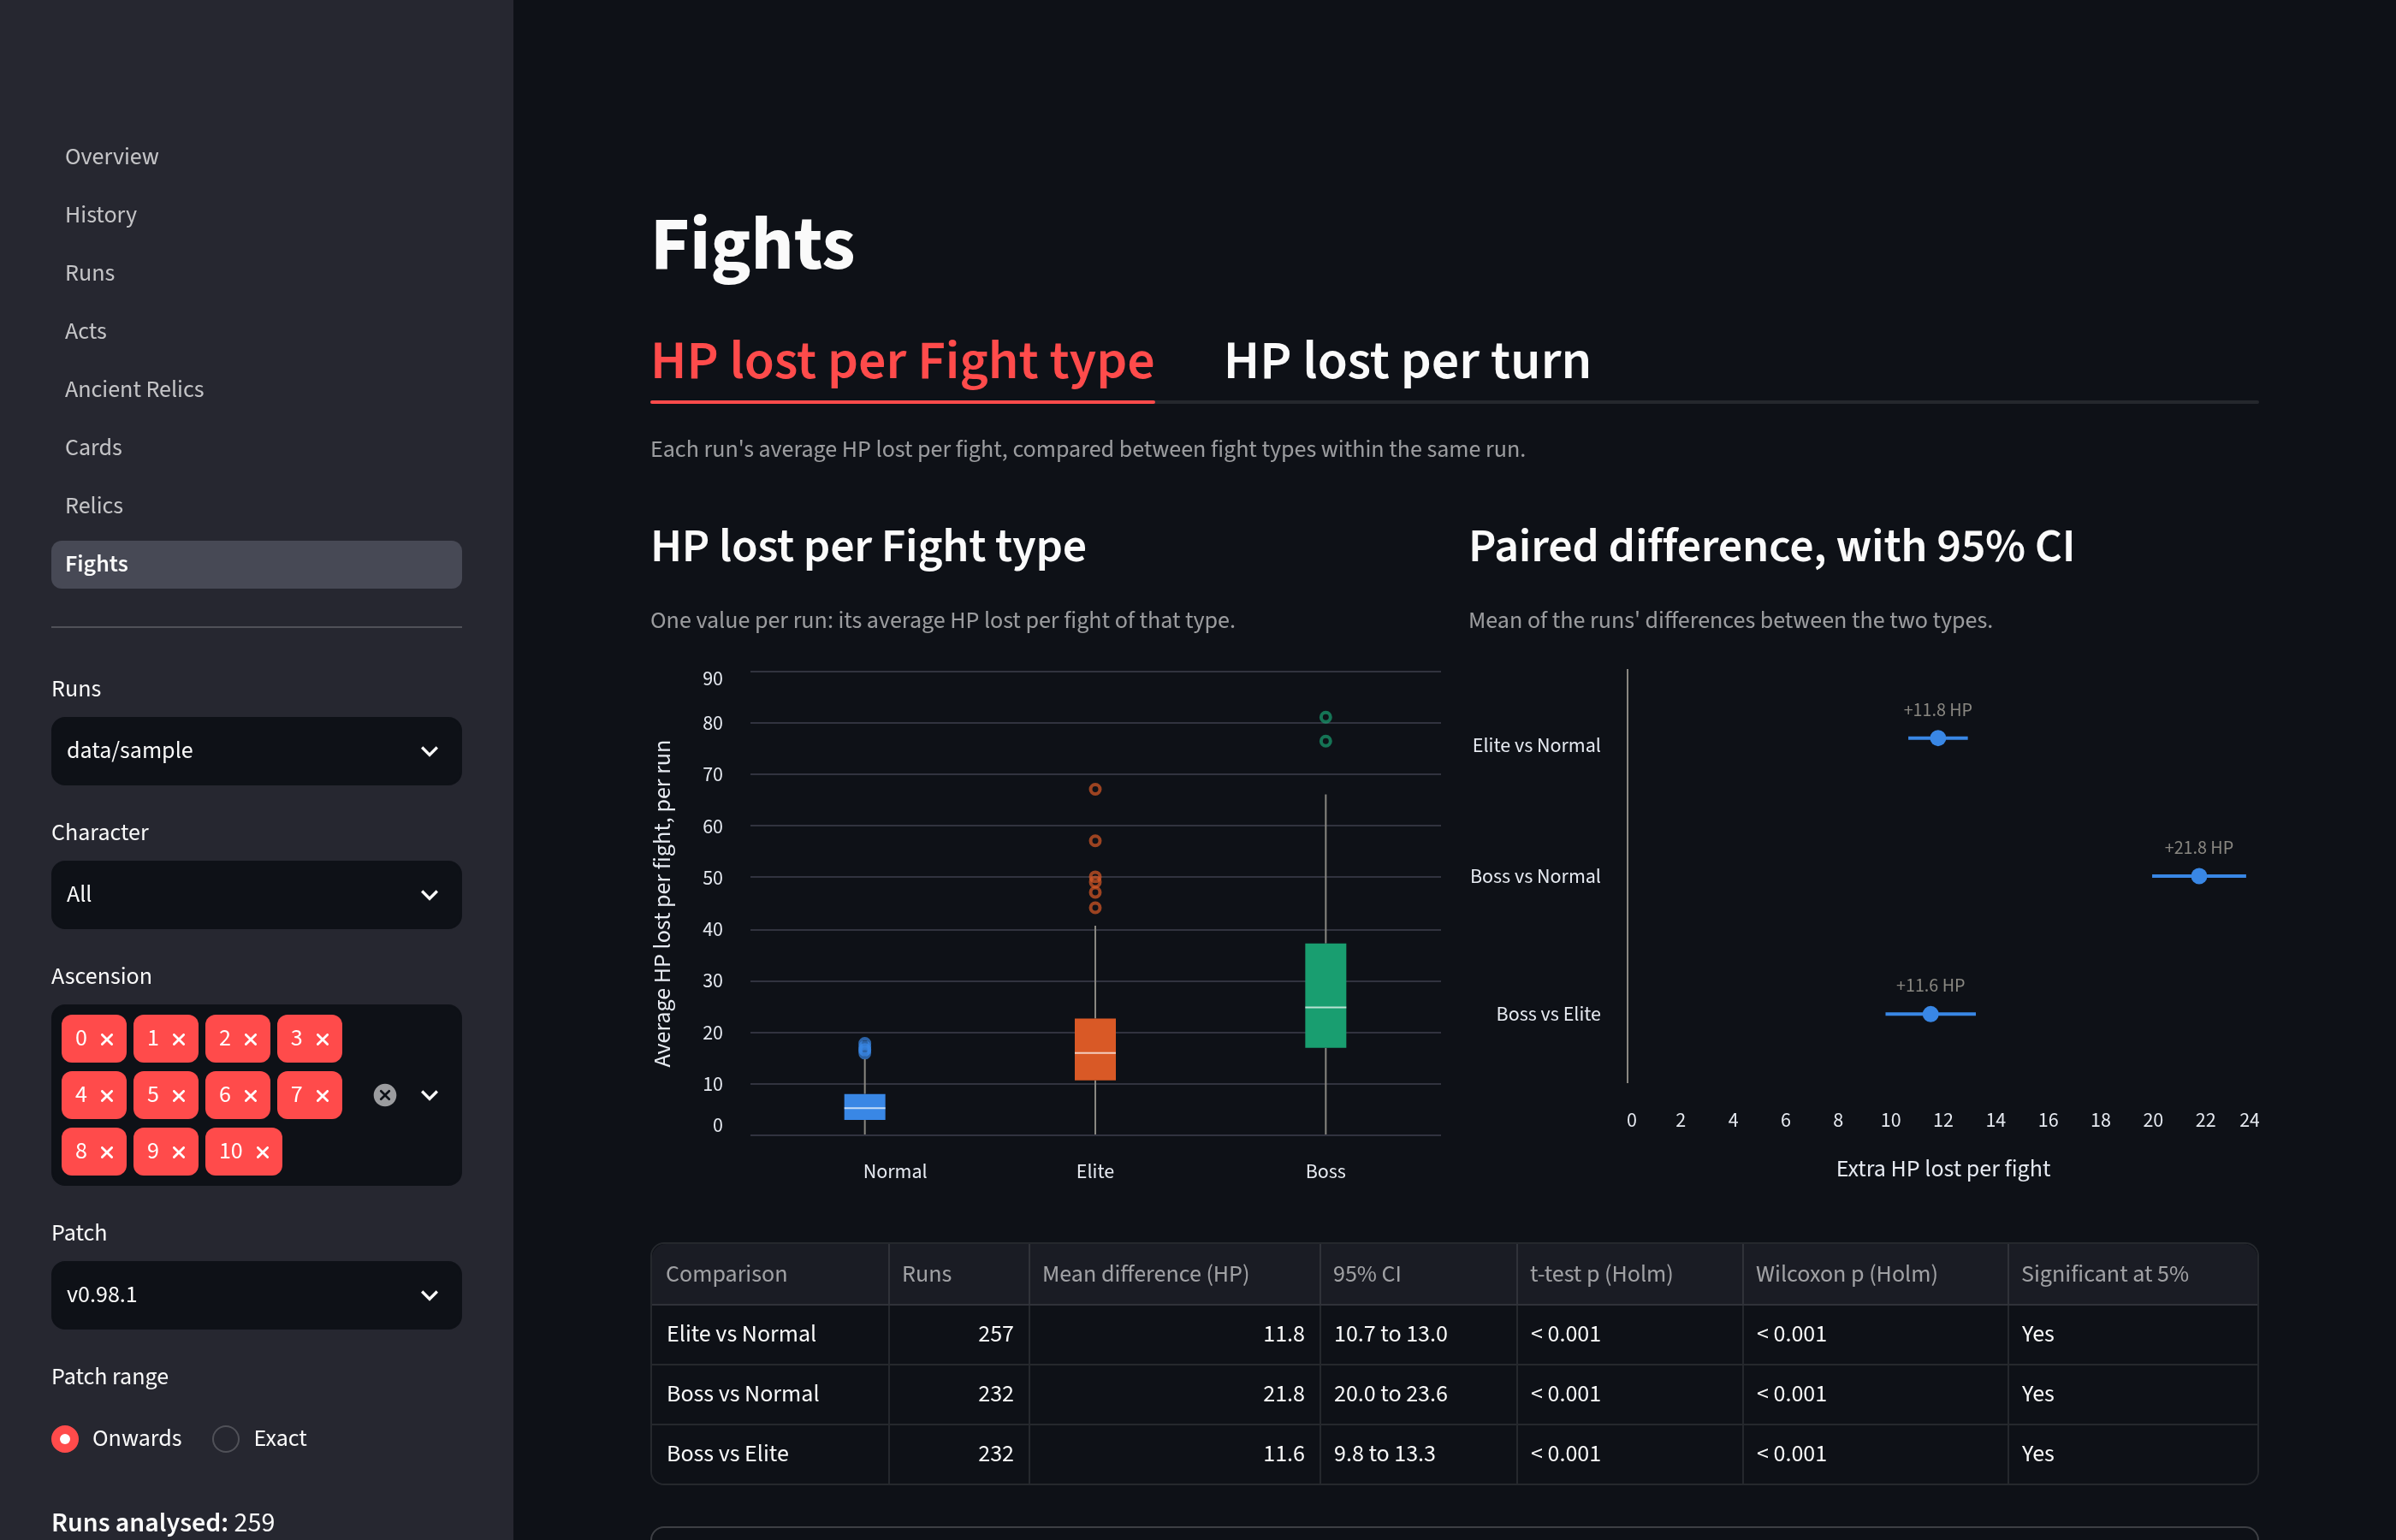 Overview
History
Runs
Acts
Ancient Relics
Cards
Relics
Fights
Runs
data/sample
Character
All
Ascension
0 × 1 × 2 × 3 ×
4 × 5 × 6 × 7 ×
8 × 9 × 10 ×
Patch
v0.98.1
Patch range
Onwards Exact
Runs analysed: 259
Fights
HP lost per Fight type HP lost per turn
Each run's average HP lost per fight, compared between fight types within the same run.
HP lost per Fight type
One value per run: its average HP lost per fight of that type.
Average HP lost per fight, per run
90
80
70
60
50
40
30
20
10
0
Normal Elite Boss
Paired difference, with 95% CI
Mean of the runs' differences between the two types.
+11.8 HP
Elite vs Normal
+21.8 HP
Boss vs Normal
+11.6 HP
Boss vs Elite
0 2 4 6 8 10 12 14 16 18 20 22 24
Extra HP lost per fight
Comparison Runs Mean difference (HP) 95% CI t-test p (Holm) Wilcoxon p (Holm) Significant at 5%
Elite vs Normal 257 11.8 10.7 to 13.0 < 0.001 < 0.001 Yes
Boss vs Normal 232 21.8 20.0 to 23.6 < 0.001 < 0.001 Yes
Boss vs Elite 232 11.6 9.8 to 13.3 < 0.001 < 0.001 Yes